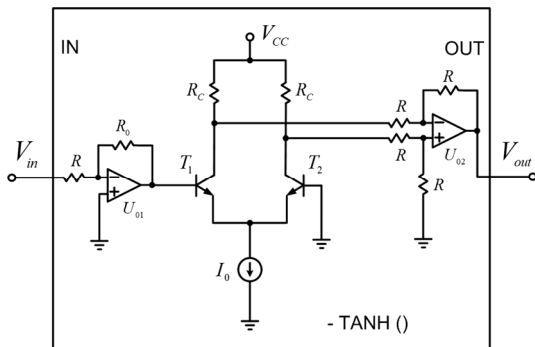 IN
V_CC
OUT
R_C
R_C
R
R
R_0
R
V_in
R
T_1
T_2
U_02
R
V_out
U_01
R
I_0
- TANH ()